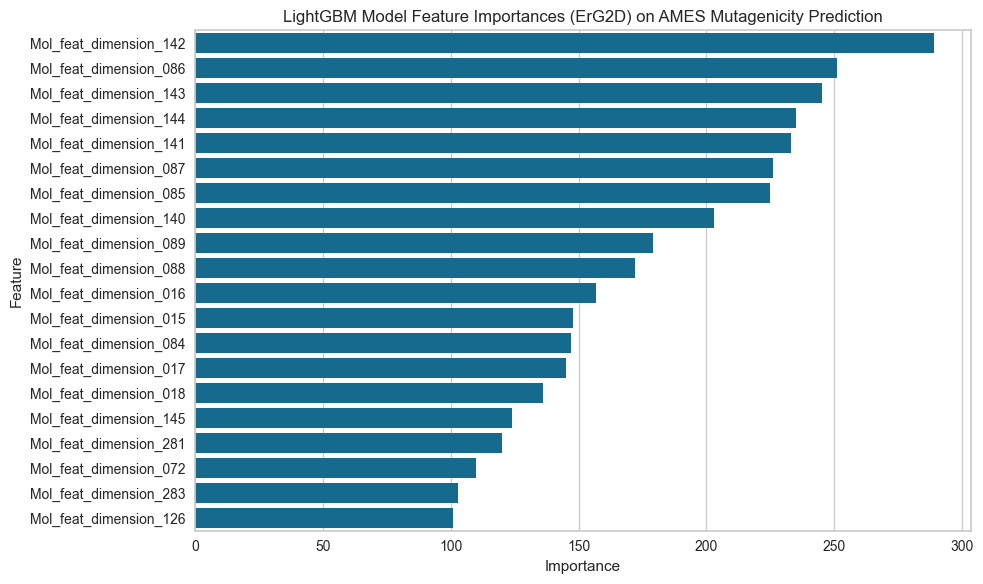 LightGBM Model Feature Importances (ErG2D) on AMES Mutagenicity Prediction
Feature
Mol_feat_dimension_142
Mol_feat_dimension_086
Mol_feat_dimension_143
Mol_feat_dimension_144
Mol_feat_dimension_141
Mol_feat_dimension_087
Mol_feat_dimension_085
Mol_feat_dimension_140
Mol_feat_dimension_089
Mol_feat_dimension_088
Mol_feat_dimension_016
Mol_feat_dimension_015
Mol_feat_dimension_084
Mol_feat_dimension_017
Mol_feat_dimension_018
Mol_feat_dimension_145
Mol_feat_dimension_281
Mol_feat_dimension_072
Mol_feat_dimension_283
Mol_feat_dimension_126
0 50 100 150 200 250 300
Importance